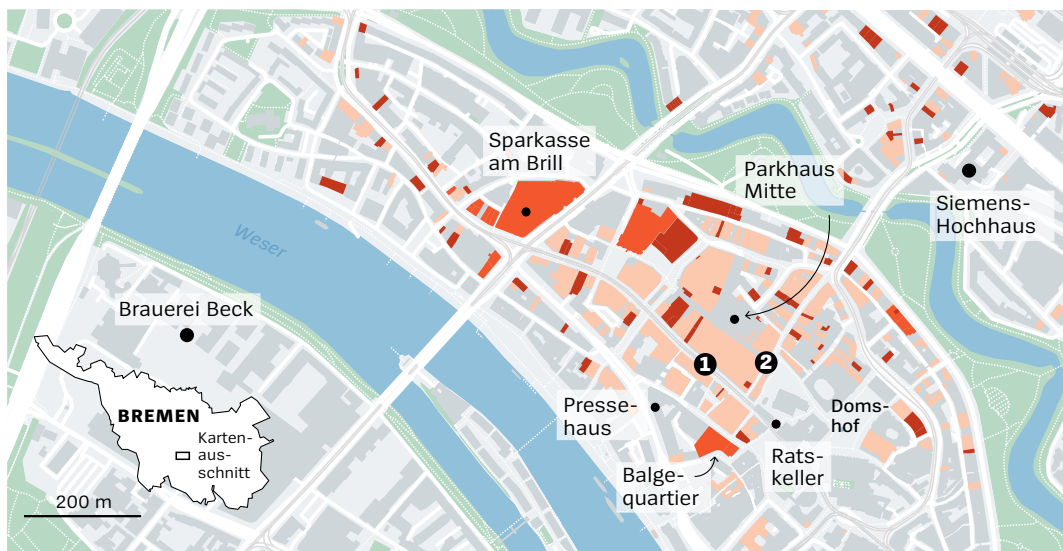 Sparkasse
am Brill
Parkhaus
Mitte
Siemens-
Hochhaus
Weser
Brauerei Beck
BREMEN
Karten-
aus-
schnitt
200 m
1
2
Presse-
haus
Doms-
hof
Balge-
quartier
Rats-
keller